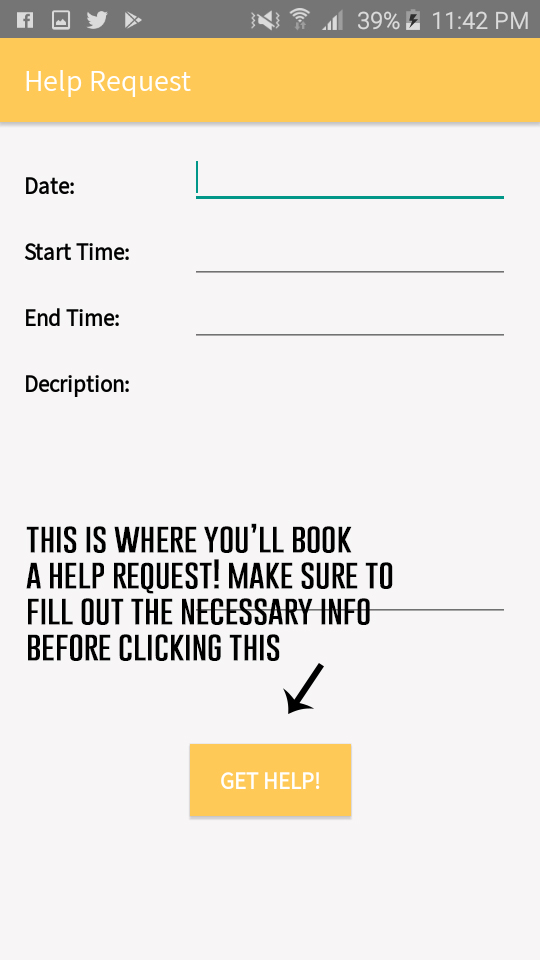 39% 11:42 PM
Help Request
Date:
Start Time:
End Time:
Decription:
THIS IS WHERE YOU'LL BOOK
A HELP REQUEST! MAKE SURE TO
FILL OUT THE NECESSARY INFO
BEFORE CLICKING THIS
GET HELP!